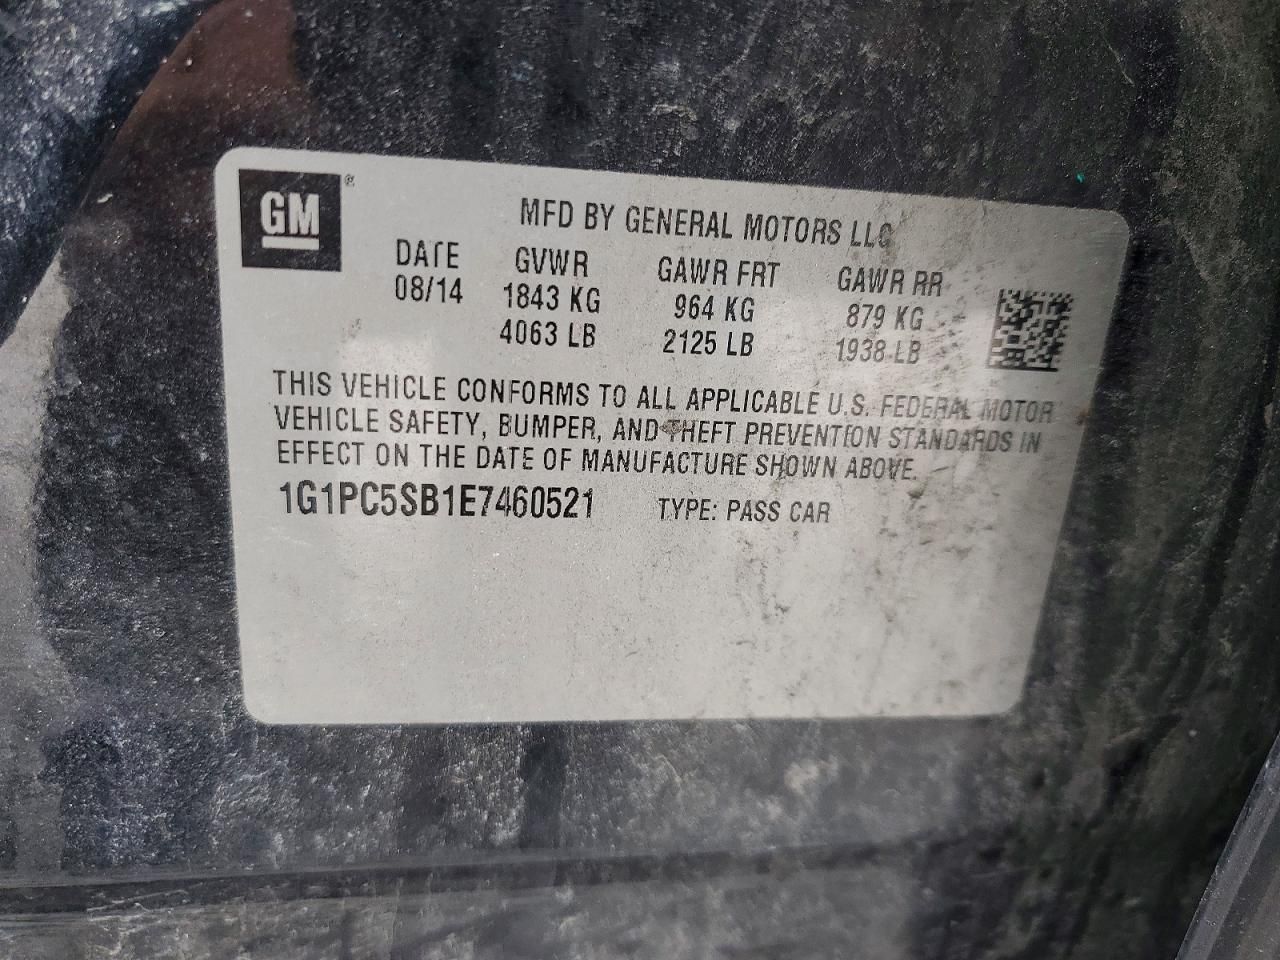 GM®
MFD BY GENERAL MOTORS LLC
DATE GVWR GAWR FRT GAWR RR
08/14 1843 KG 964 KG 879 KG
4063 LB 2125 LB 1938 LB
THIS VEHICLE CONFORMS TO ALL APPLICABLE U.S. FEDERAL MOTOR
VEHICLE SAFETY, BUMPER, AND THEFT PREVENTION STANDARDS IN
EFFECT ON THE DATE OF MANUFACTURE SHOWN ABOVE.
1G1PC5SB1E7460521 TYPE: PASS CAR